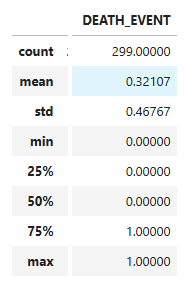 DEATH_EVENT
count 299.00000
mean 0.32107
std 0.46767
min 0.00000
25% 0.00000
50% 0.00000
75% 1.00000
max 1.00000